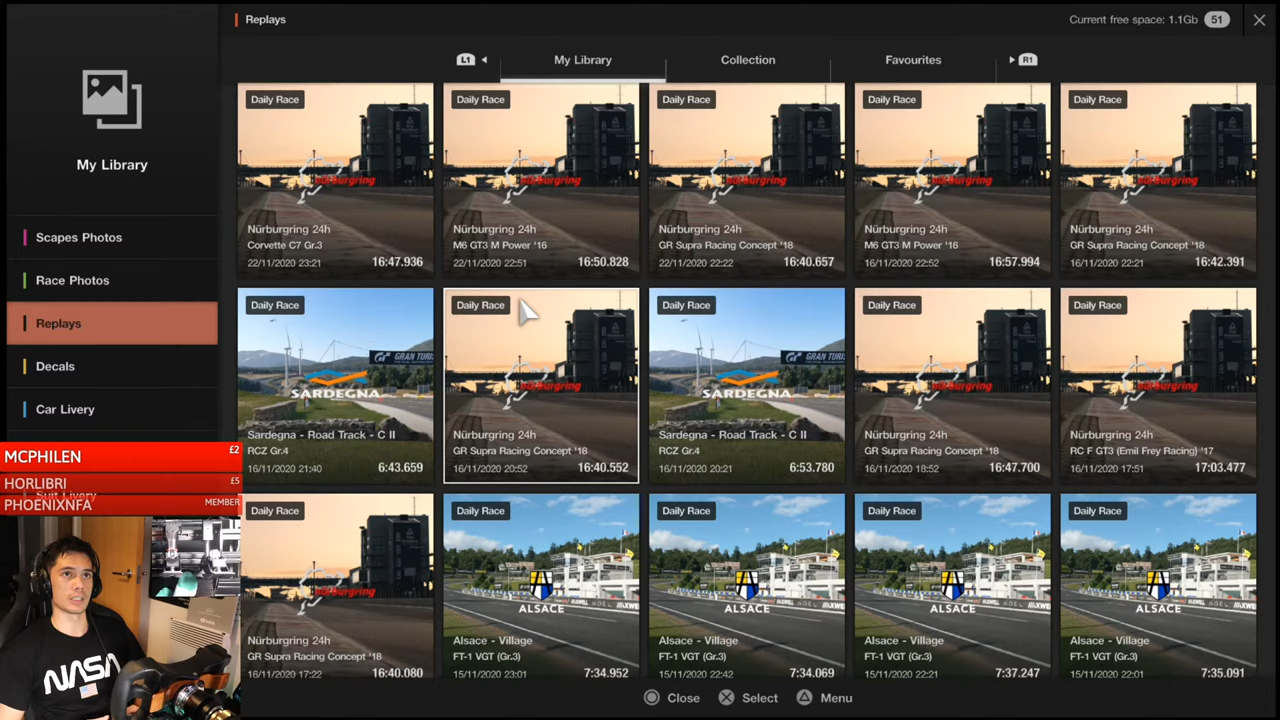 Replays
Current free space: 1.1Gb 51
My Library
Scapes Photos
Race Photos
Replays
Decals
Car Livery
L1 My Library Collection Favourites R1
Daily Race
nürburgring
Nürburgring 24h
Corvette C7 Gr.3
22/11/2020 23:21 16:47.936
Daily Race
nürburgring
Nürburgring 24h
M6 GT3 M Power '16
22/11/2020 22:51 16:50.828
Daily Race
nürburgring
Nürburgring 24h
GR Supra Racing Concept '18
22/11/2020 22:22 16:40.657
Daily Race
nürburgring
Nürburgring 24h
M6 GT3 M Power '16
16/11/2020 22:52 16:57.994
Daily Race
nürburgring
Nürburgring 24h
GR Supra Racing Concept '18
16/11/2020 22:21 16:42.391
Daily Race
GRAN TURIS
SARDEGNA
Sardegna - Road Track - C II
RCZ Gr.4
16/11/2020 21:40 6:43.659
Daily Race
nürburgring
Nürburgring 24h
GR Supra Racing Concept '18
16/11/2020 20:52 16:40.552
Daily Race
GRAN TURIS
SARDEGNA
Sardegna - Road Track - C II
RCZ Gr.4
16/11/2020 20:21 6:53.780
Daily Race
nürburgring
Nürburgring 24h
GR Supra Racing Concept '18
16/11/2020 18:52 16:47.700
Daily Race
nürburgring
Nürburgring 24h
RC F GT3 (Emil Frey Racing) '17
16/11/2020 17:51 17:03.477
Daily Race
nürburgring
Nürburgring 24h
GR Supra Racing Concept '18
16/11/2020 17:22 16:40.080
Daily Race
ALSACE
Alsace - Village
FT-1 VGT (Gr.3)
15/11/2020 23:01 7:34.952
Daily Race
ALSACE
Alsace - Village
FT-1 VGT (Gr.3)
15/11/2020 22:42 7:34.069
Daily Race
ALSACE
Alsace - Village
FT-1 VGT (Gr.3)
15/11/2020 22:21 7:37.247
Daily Race
ALSACE
Alsace - Village
FT-1 VGT (Gr.3)
15/11/2020 22:21 7:35.091
MCPHILEN £2
HORLIBRI £5
PHOENIXNFA MEMBER
NASA
Close Select Menu